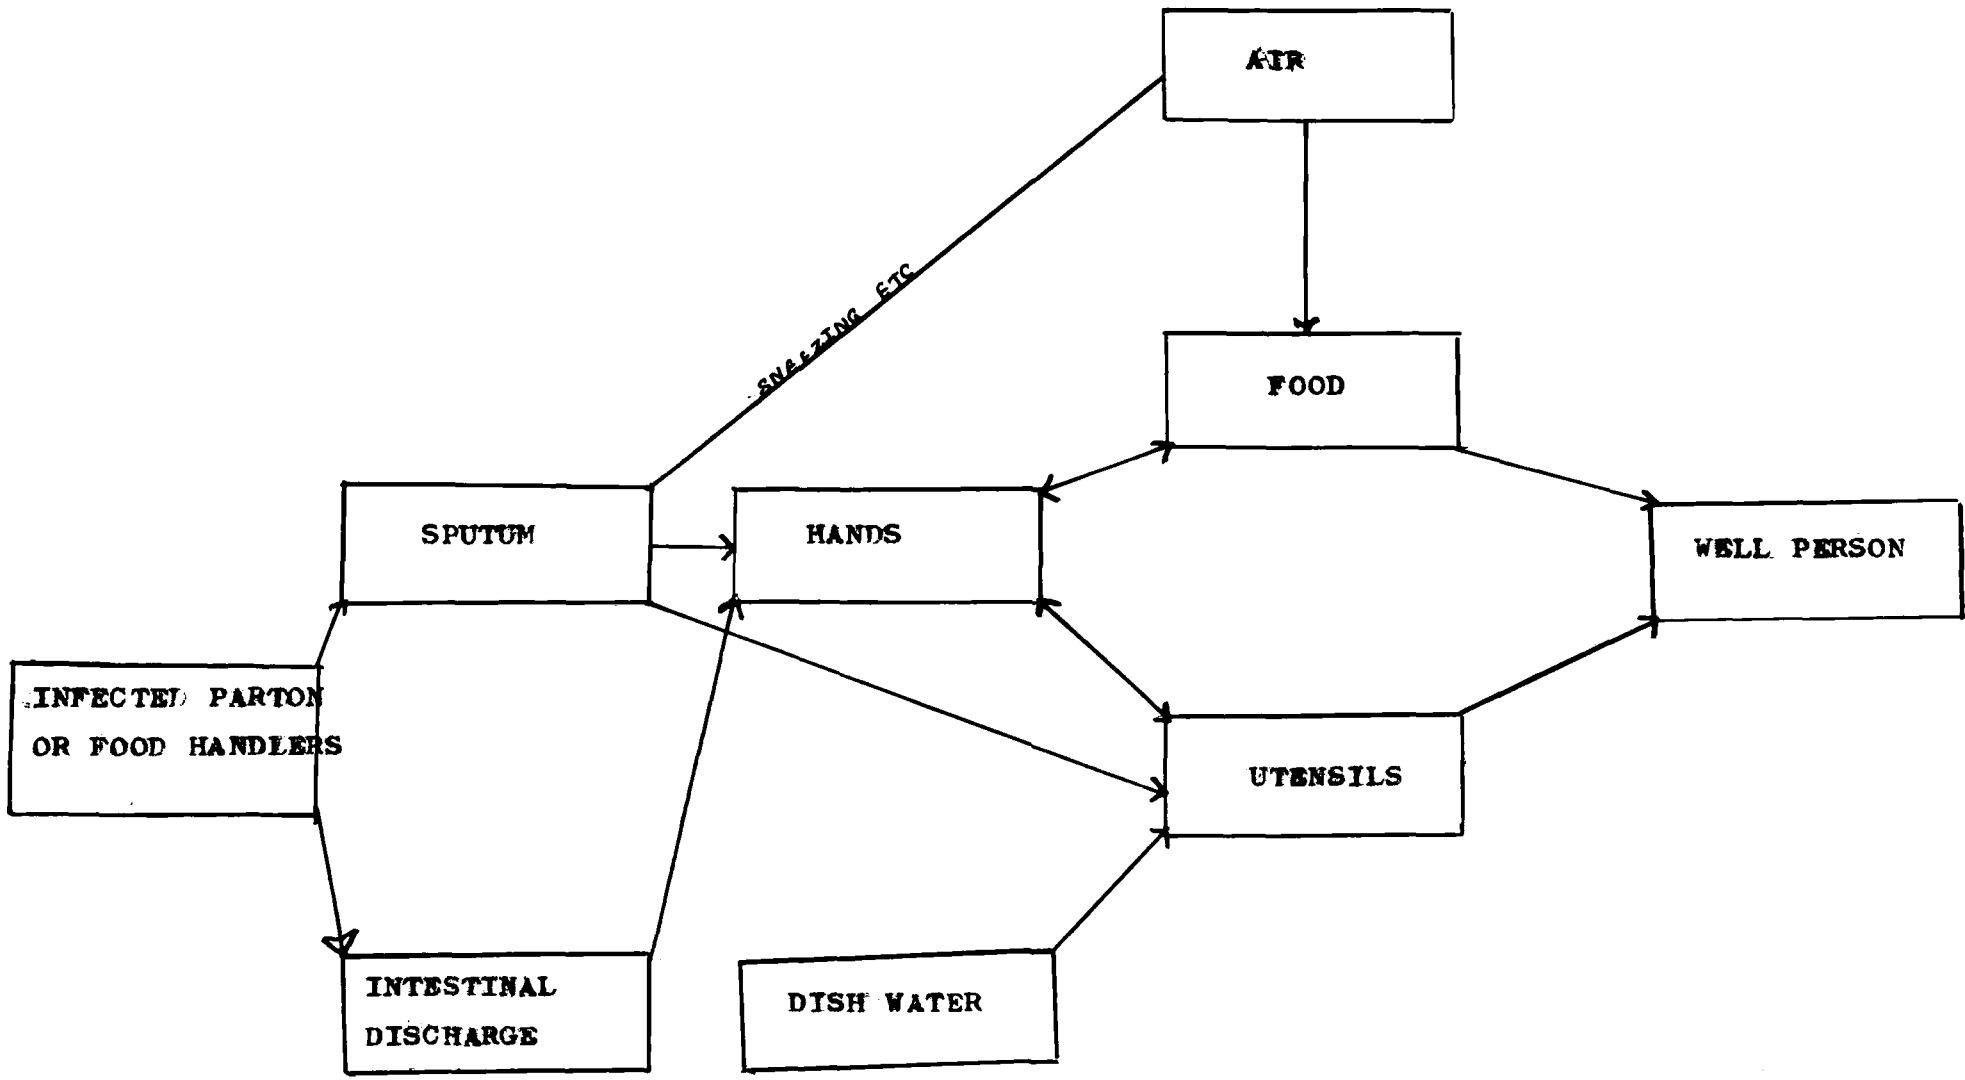 AIR
SNEEZING ETC
FOOD
SPUTUM
HANDS
WELL PERSON
INFECTED PARTON
OR FOOD HANDLERS
UTENSILS
INTESTINAL
DISCHARGE
DISH WATER